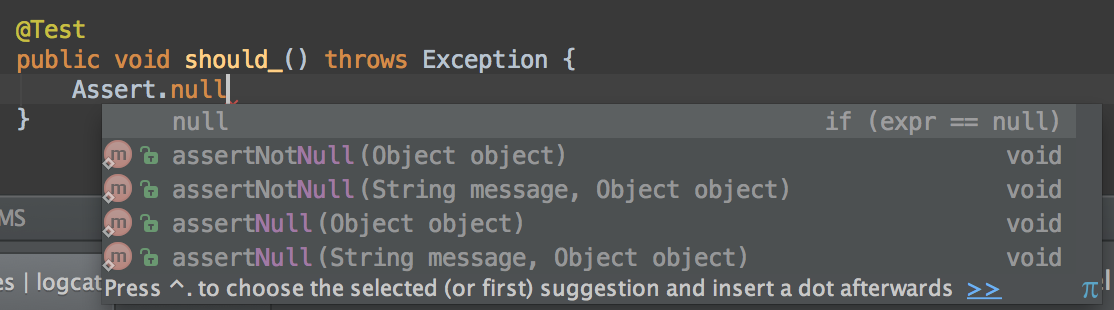 @Test
public void should_() throws Exception {
Assert.null
}
null if (expr == null)
m assertNotNull(Object object) void
m assertNotNull(String message, Object object) void
m assertNull(Object object) void
m assertNull(String message, Object object) void
MS
es | logcat
Press ^. to choose the selected (or first) suggestion and insert a dot afterwards >> π